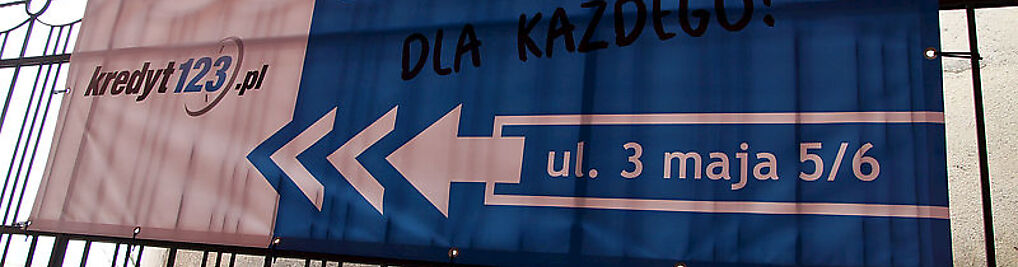 DLA KAŻDEGO!
kredyt123.pl
ul. 3 maja 5/6